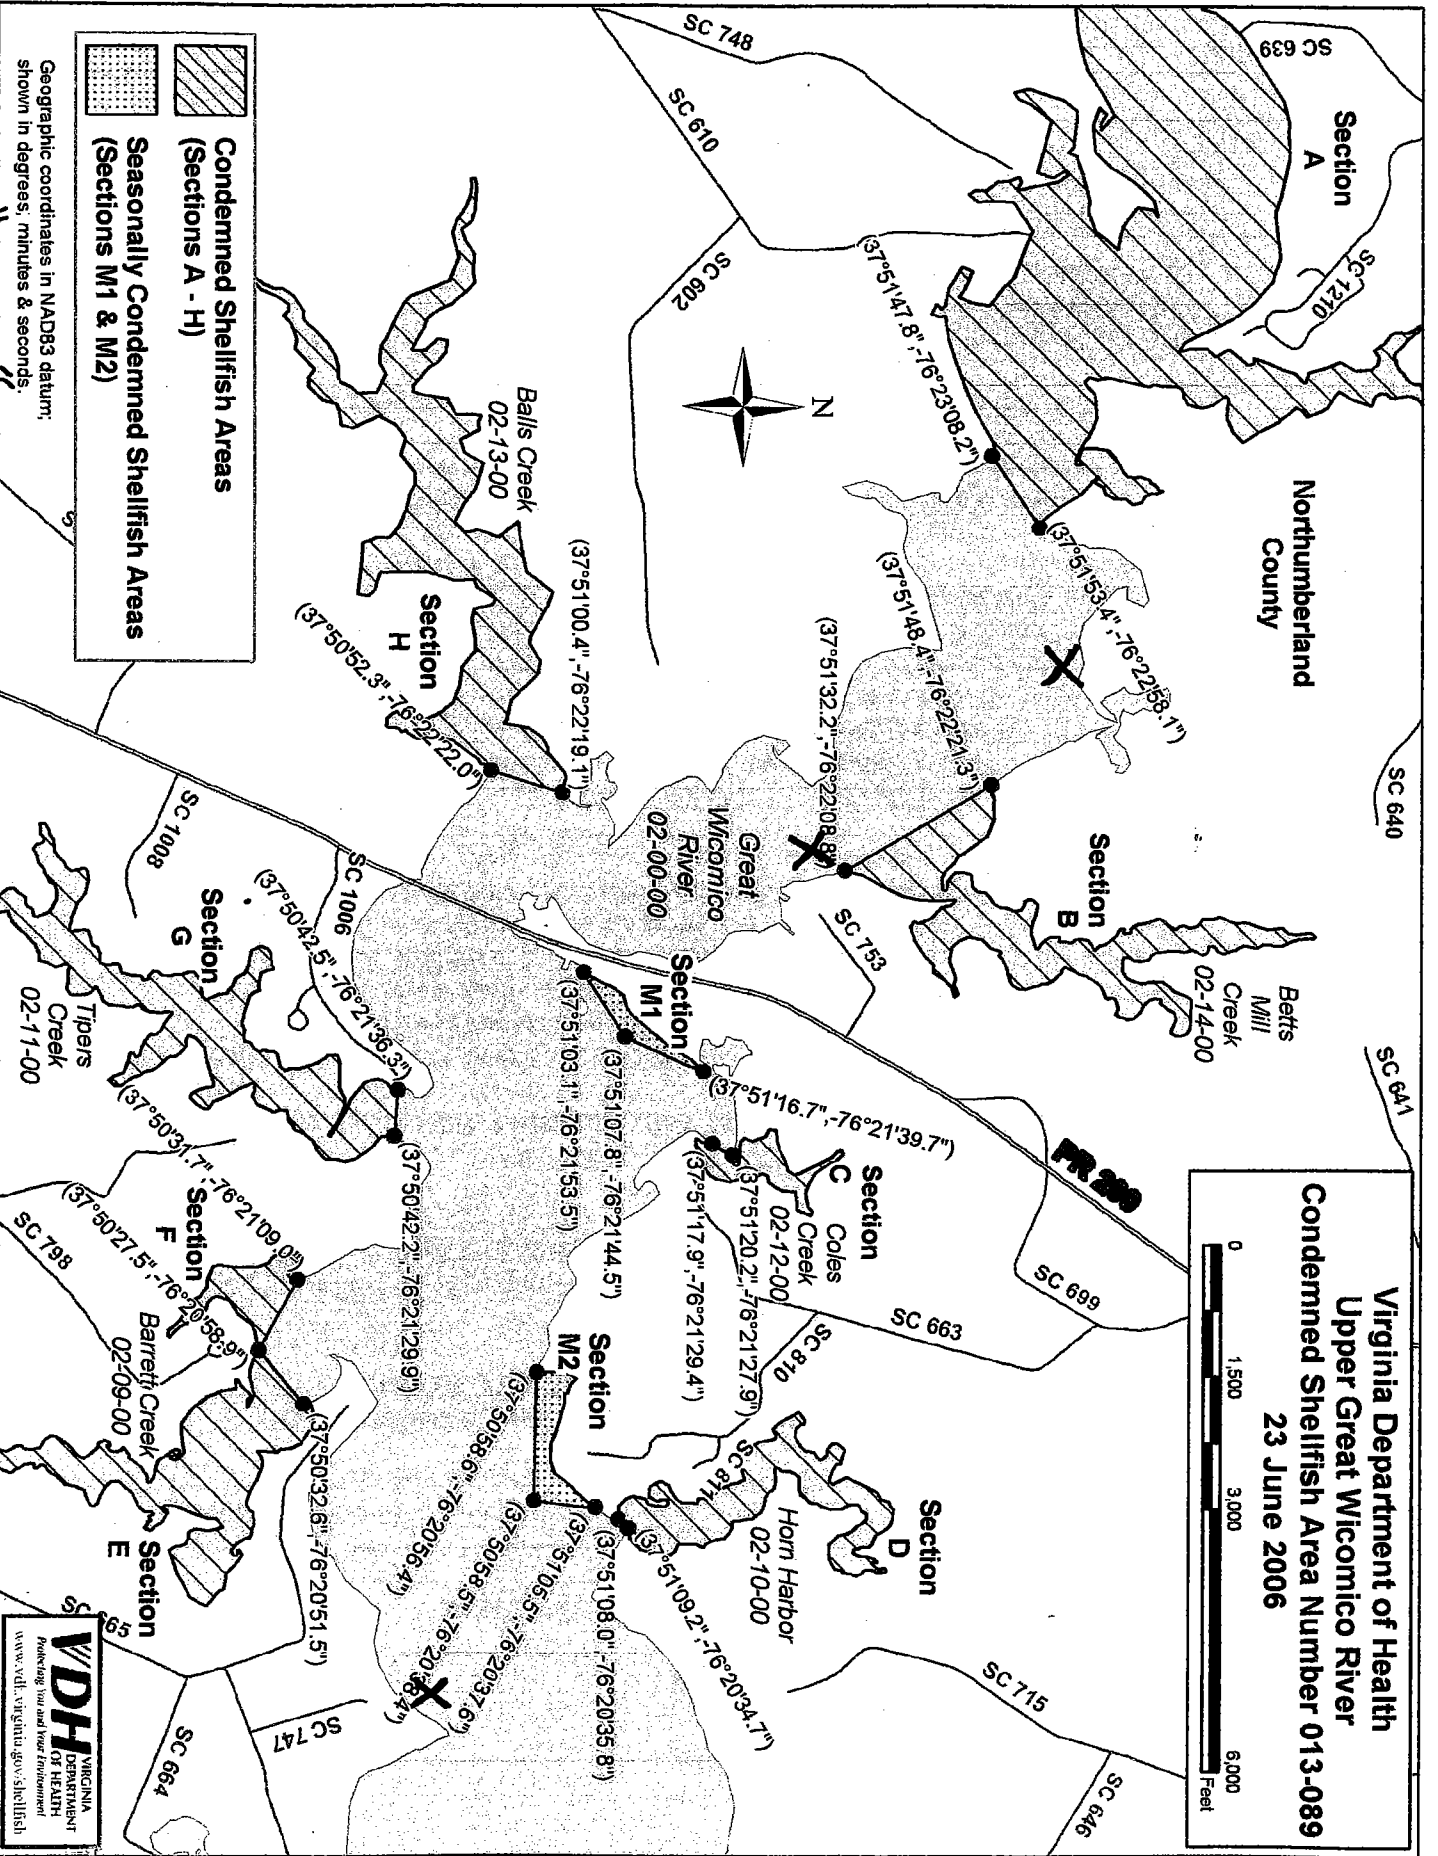 Virginia Department of Health
Upper Great Wicomico River
Condemned Shellfish Area Number 013-089
23 June 2006
0 1,500 3,000 6,000
Feet
SC 639
Section
A
SC 1210
Northumberland
County
SC 640
SC 641
SC 748
SC 610
SC 602
N
(37°51'47.8",-76°23'08.2")
(37°51'53.4",-76°22'58.1")
(37°51'48.4",-76°22'21.3")
(37°51'32.2",-76°22'08.8")
Section
B
Betts
Mill
Creek
02-14-00
SC 753
Great
Wicomico
River
02-00-00
Balls Creek
02-13-00
(37°51'00.4",-76°22'19.1")
Section
H
(37°50'52.3",-76°22'22.0")
Section
M1
(37°51'16.7",-76°21'39.7")
(37°51'07.8",-76°21'44.5")
(37°51'03.1",-76°21'53.5")
PR 200
SC 699
SC 663
SC 810
Section
C
Coles
Creek
02-12-00
(37°51'20.2",-76°21'27.9")
(37°51'17.9",-76°21'29.4")
SC 1008
SC 1006
(37°50'42.5",-76°21'36.3")
Section
G
Tipers
Creek
02-11-00
(37°50'42.2",-76°21'29.9")
(37°50'31.7",-76°21'09.0")
Section
F
(37°50'27.5",-76°20'58.9")
SC 798
Barrett Creek
02-09-00
(37°50'32.6",-76°20'51.5")
Section
E
SC 665
SC 664
SC 747
Section
M2
(37°50'58.6",-76°20'56.4")
(37°50'58.5",-76°20'38.4")
(37°51'05.5",-76°20'37.6")
(37°51'08.0",-76°20'35.8")
(37°51'09.2",-76°20'34.7")
SC 811
Horn Harbor
02-10-00
Section
D
SC 715
SC 646
Condemned Shellfish Areas
(Sections A - H)
Seasonally Condemned Shellfish Areas
(Sections M1 & M2)
Geographic coordinates in NAD83 datum;
shown in degrees, minutes & seconds.
VDH VIRGINIA
DEPARTMENT
OF HEALTH
Protecting You and Your Environment
www.vdh.virginia.gov/shellfish